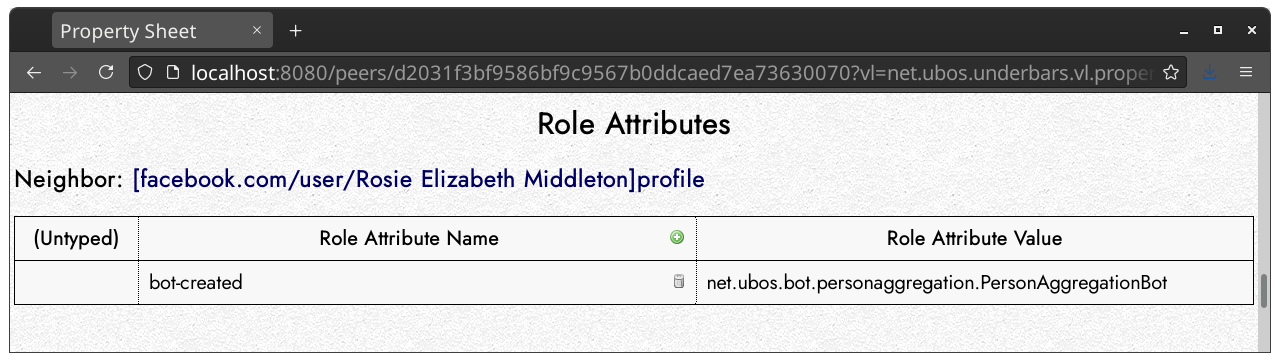 Property Sheet
localhost:8080/peers/d2031f3bf9586bf9c9567b0ddcaed7ea73630070?vl=net.ubos.underbars.vl.proper
Role Attributes
Neighbor: [facebook.com/user/Rosie Elizabeth Middleton]profile
(Untyped) Role Attribute Name Role Attribute Value
bot-created net.ubos.bot.personaggregation.PersonAggregationBot